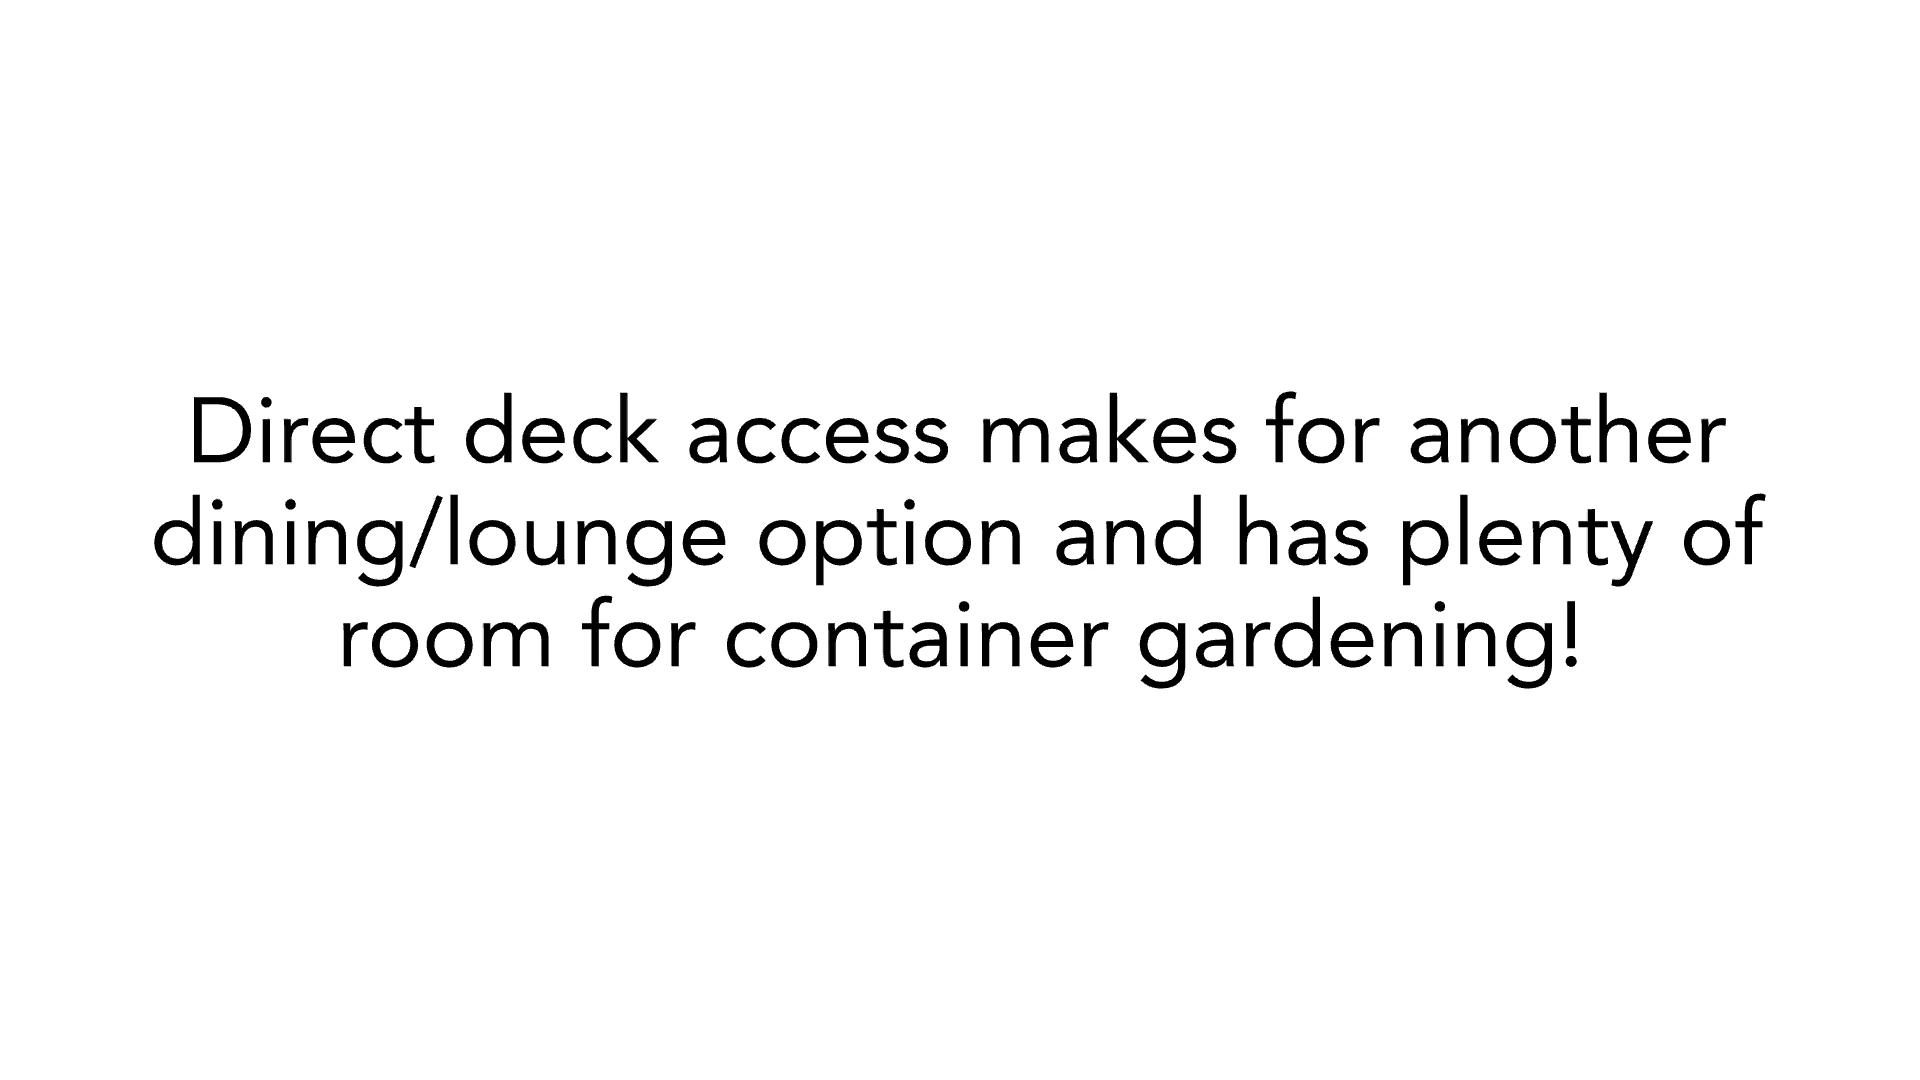 Direct deck access makes for another
dining/lounge option and has plenty of
room for container gardening!